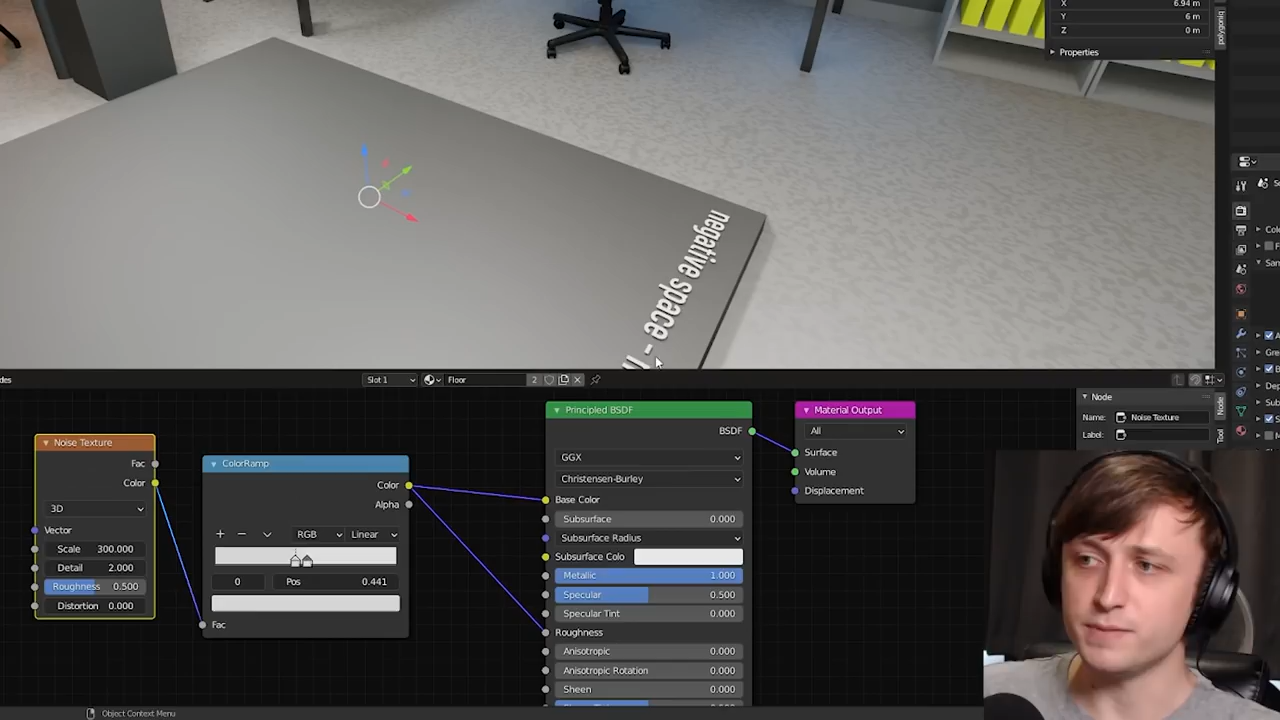 X 6.94 m
Y 6 m
Z 0 m
Properties
polygoniq
negative space -
Slot 1
Floor
2
Node
Name: Noise Texture
Label:
Node
Tool
Noise Texture
Fac
Color
3D
Vector
Scale 300.000
Detail 2.000
Roughness 0.500
Distortion 0.000
ColorRamp
Color
Alpha
RGB
Linear
0
Pos 0.441
Fac
Principled BSDF
BSDF
GGX
Christensen-Burley
Base Color
Subsurface 0.000
Subsurface Radius
Subsurface Colo
Metallic 1.000
Specular 0.500
Specular Tint 0.000
Roughness
Anisotropic 0.000
Anisotropic Rotation 0.000
Sheen 0.000
Material Output
All
Surface
Volume
Displacement
Object Context Menu